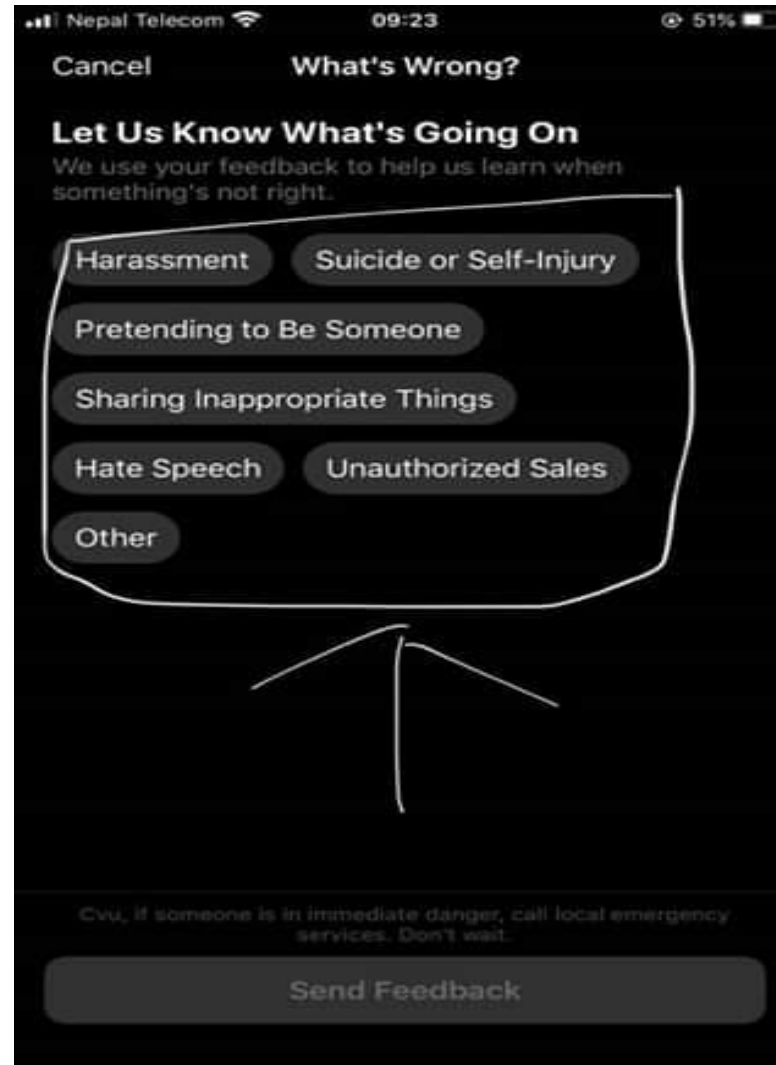 Nepal Telecom 09:23 51%
Cancel What's Wrong?
Let Us Know What's Going On
We use your feedback to help us learn when
something's not right.
Harassment Suicide or Self-Injury
Pretending to Be Someone
Sharing Inappropriate Things
Hate Speech Unauthorized Sales
Other
Cvu, if someone is in immediate danger, call local emergency
services. Don't wait.
Send Feedback